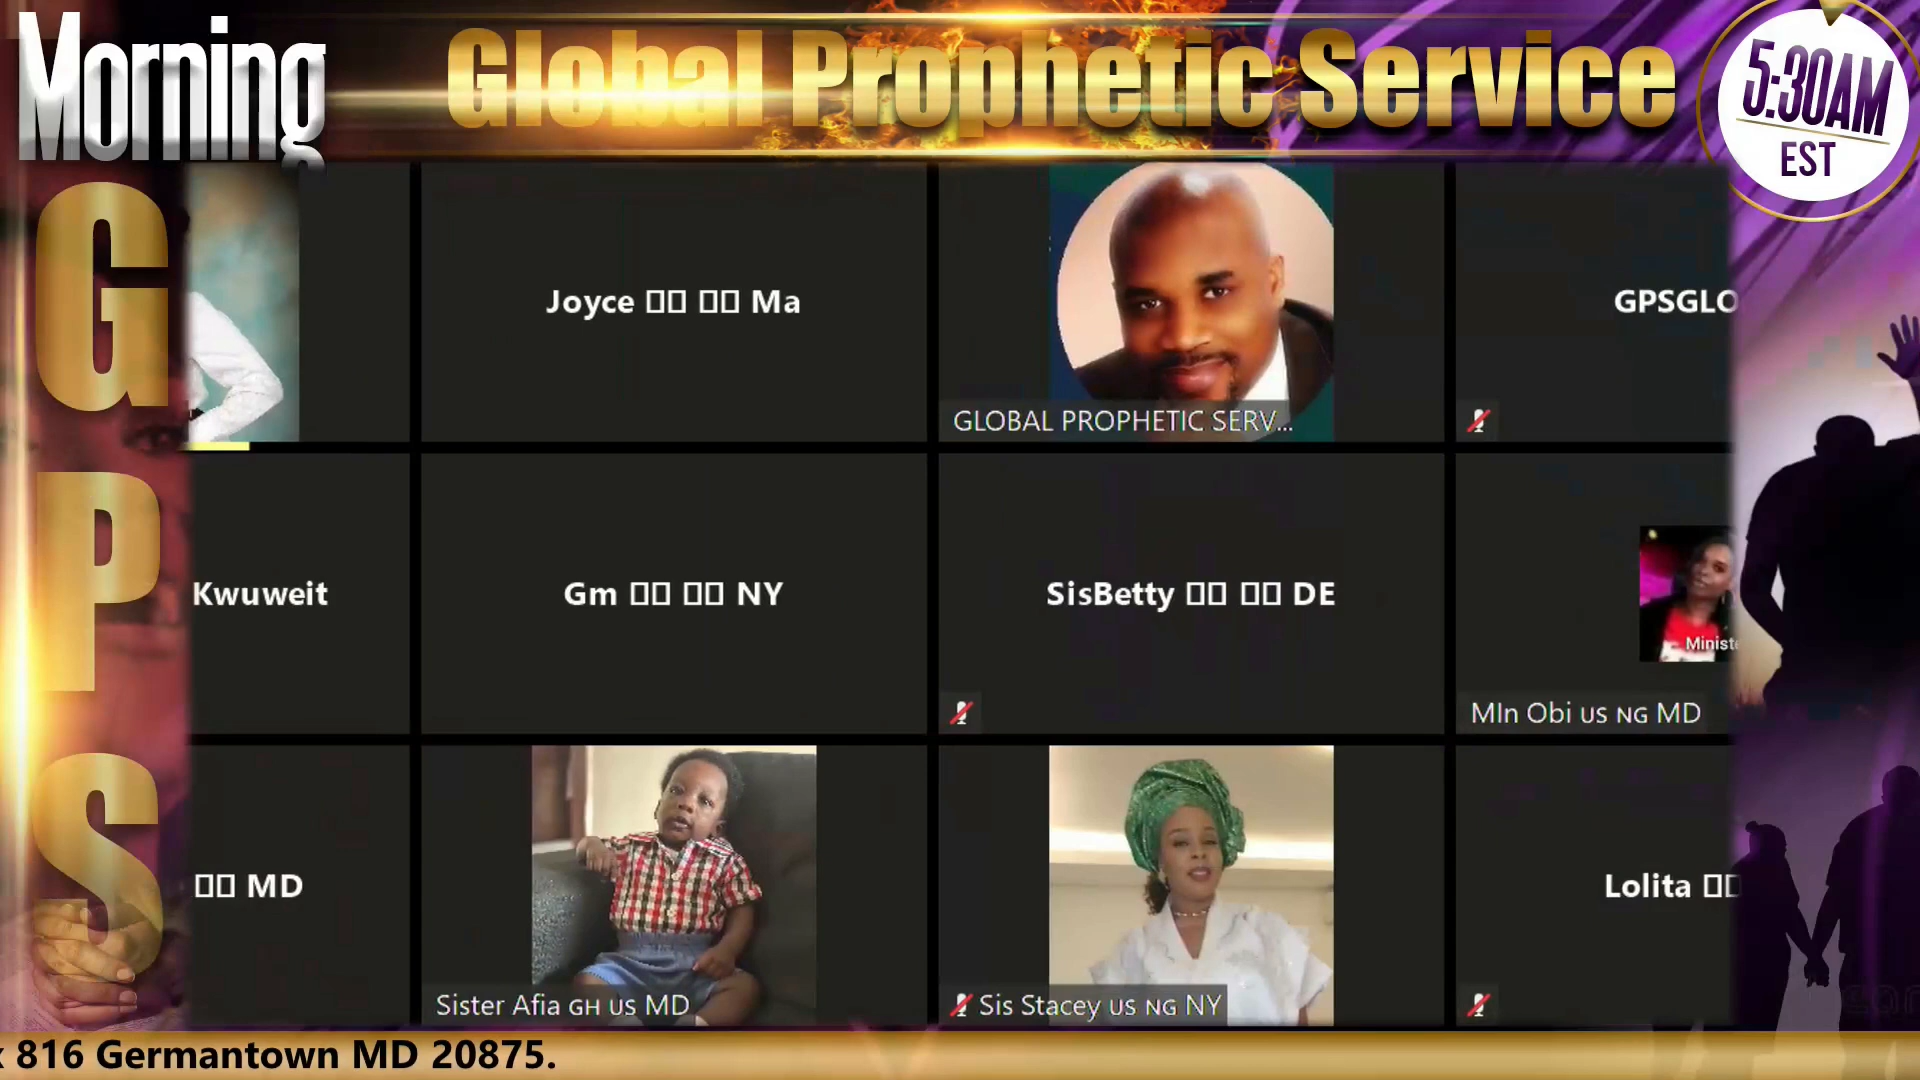 Morning
Global Prophetic Service
5:30AM
EST
GPS
Joyce 🀆🀆 🀆🀆 Ma
GLOBAL PROPHETIC SERV...
GPSGLO
Kwuweit
Gm 🀆🀆 🀆🀆 NY
SisBetty 🀆🀆 🀆🀆 DE
Minist
MIn Obi US NG MD
🀆🀆 MD
Sister Afia GH US MD
Sis Stacey US NG NY
Lolita
816 Germantown MD 20875.